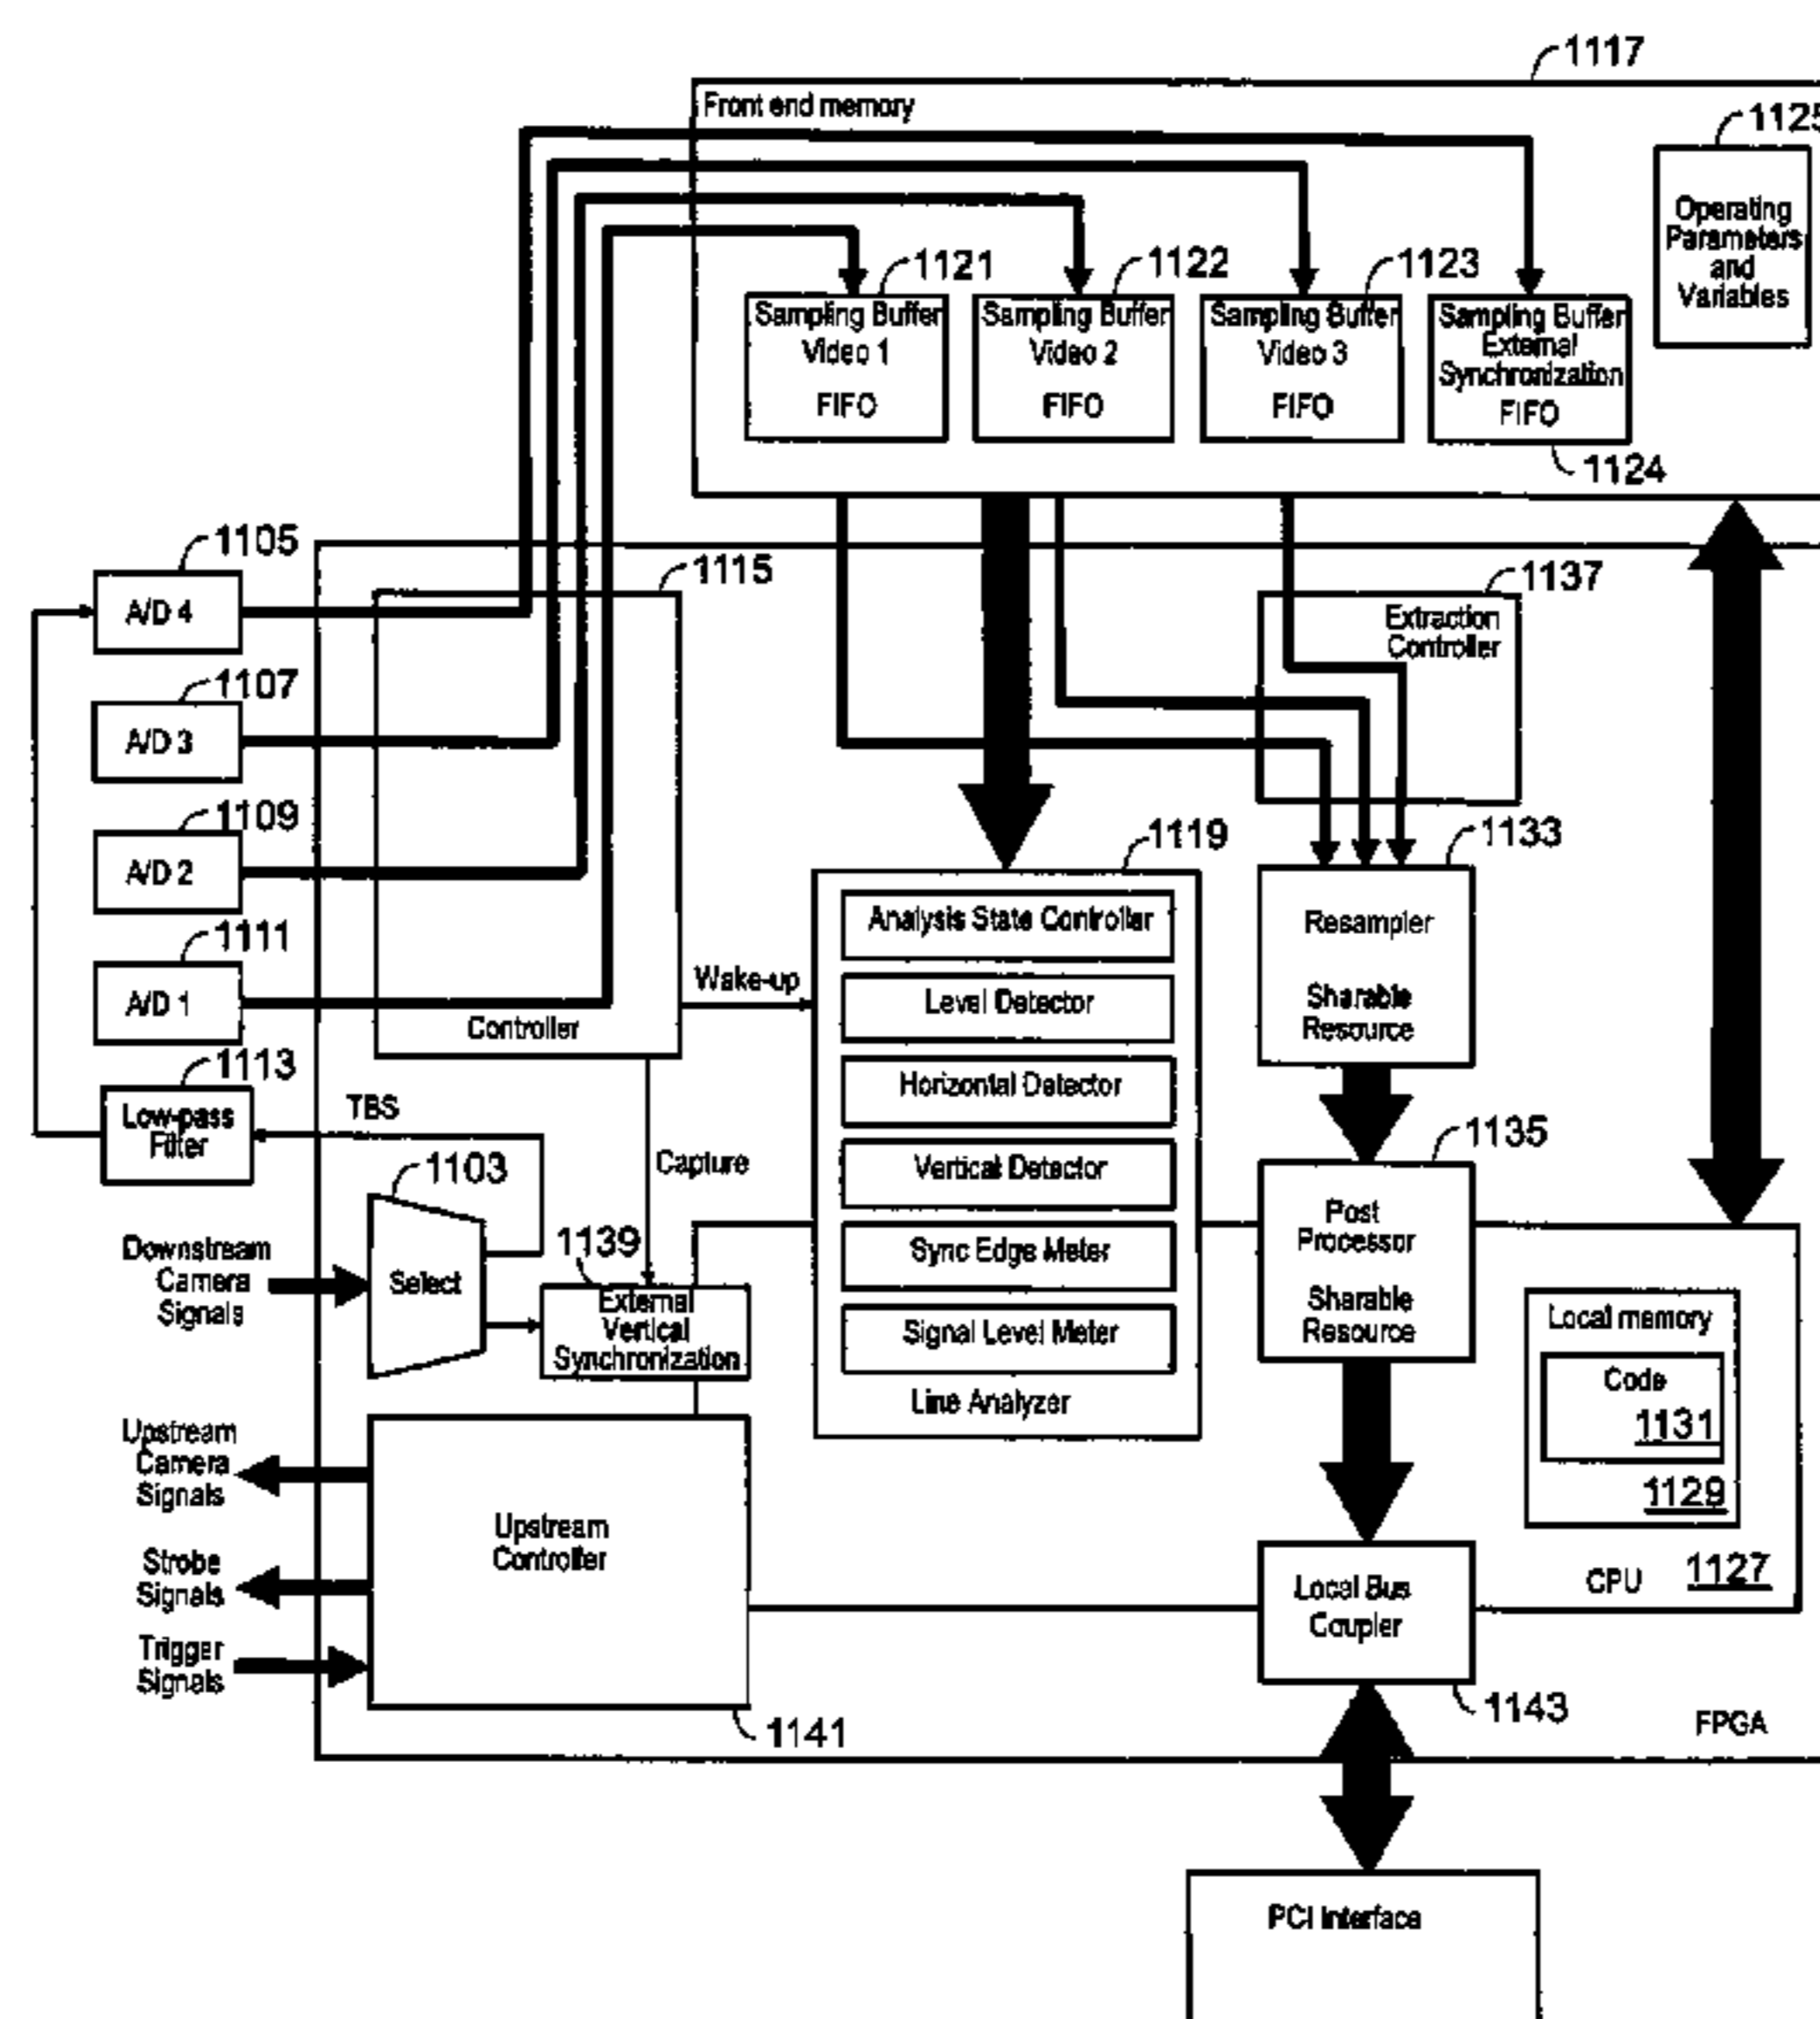 1117
Front end memory
1125
Operating
Parameters
and
Variables
1121
1122
1123
Sampling Buffer
Video 1
FIFO
Sampling Buffer
Video 2
FIFO
Sampling Buffer
Video 3
FIFO
Sampling Buffer
External
Synchronization
FIFO
1124
1105
A/D 4
1107
A/D 3
1109
A/D 2
1111
A/D 1
1113
Low-pass
Filter
1115
Controller
Wake-up
TBS
Capture
1103
Select
Downstream
Camera
Signals
1139
External
Vertical
Synchronization
1119
Analysis State Controller
Level Detector
Horizontal Detector
Vertical Detector
Sync Edge Meter
Signal Level Meter
Line Analyzer
1137
Extraction
Controller
1133
Resampler
Sharable
Resource
1135
Post
Processor
Sharable
Resource
Local memory
Code
1131
1129
CPU
1127
Upstream
Camera
Signals
Strobe
Signals
Trigger
Signals
Upstream
Controller
1141
Local Bus
Coupler
1143
FPGA
PCI Interface